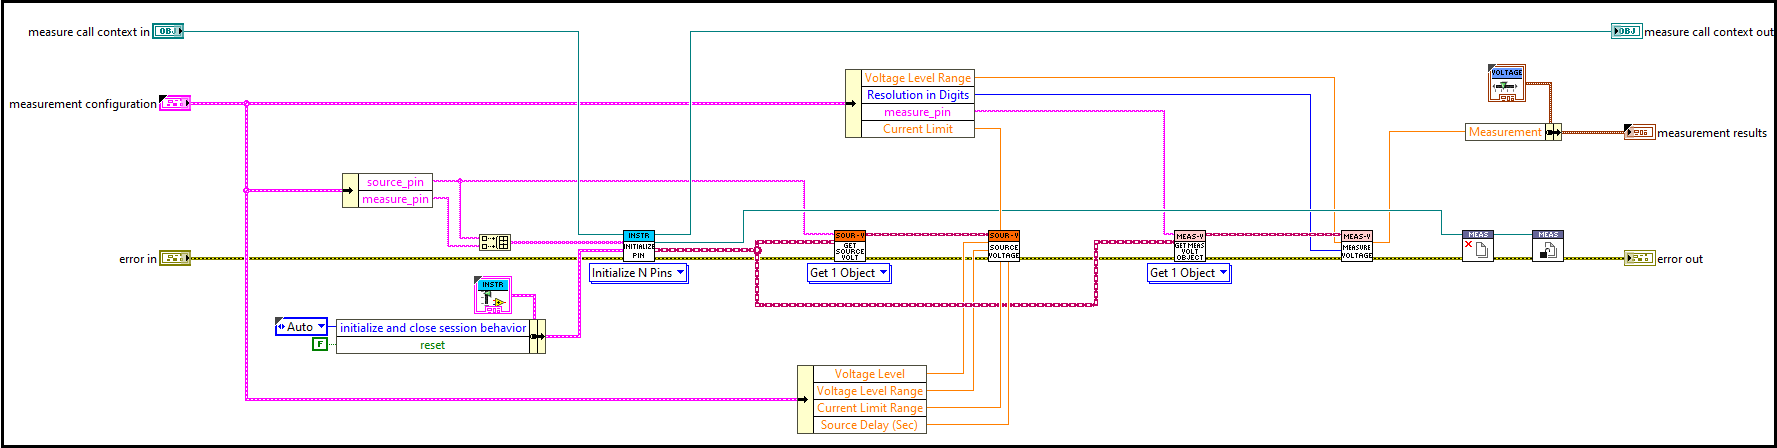 measure call context in
OBJ
OBJ
measure call context out
measurement configuration
Voltage Level Range
Resolution in Digits
measure_pin
Current Limit
VOLTAGE
Measurement
measurement results
source_pin
measure_pin
error in
INSTR
INITIALIZE
PIN
Initialize N Pins
SOUR-V
GET
SOURCE
VOLT
Get 1 Object
SOUR-V
SOURCE
VOLTAGE
MEAS-V
GET MEAS
VOLT
OBJECT
Get 1 Object
MEAS-V
MEASURE
VOLTAGE
MEAS
MEAS
error out
INSTR
Auto
initialize and close session behavior
F
reset
Voltage Level
Voltage Level Range
Current Limit Range
Source Delay (Sec)